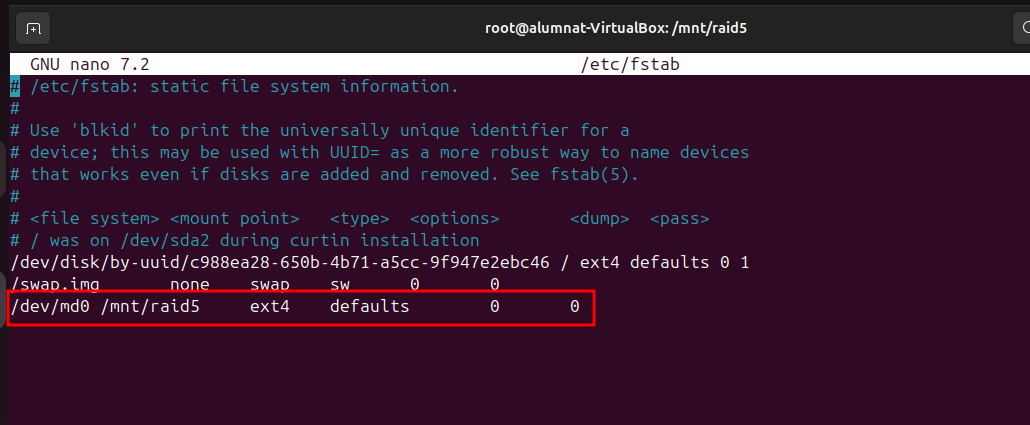 root@alumnat-VirtualBox: /mnt/raid5
GNU nano 7.2 /etc/fstab
# /etc/fstab: static file system information.
#
# Use 'blkid' to print the universally unique identifier for a
# device; this may be used with UUID= as a more robust way to name devices
# that works even if disks are added and removed. See fstab(5).
#
# <file system> <mount point>   <type>  <options>       <dump>  <pass>
# / was on /dev/sda2 during curtin installation
/dev/disk/by-uuid/c988ea28-650b-4b71-a5cc-9f947e2ebc46 / ext4 defaults 0 1
/swap.img       none    swap    sw      0       0
/dev/md0 /mnt/raid5     ext4    defaults        0       0